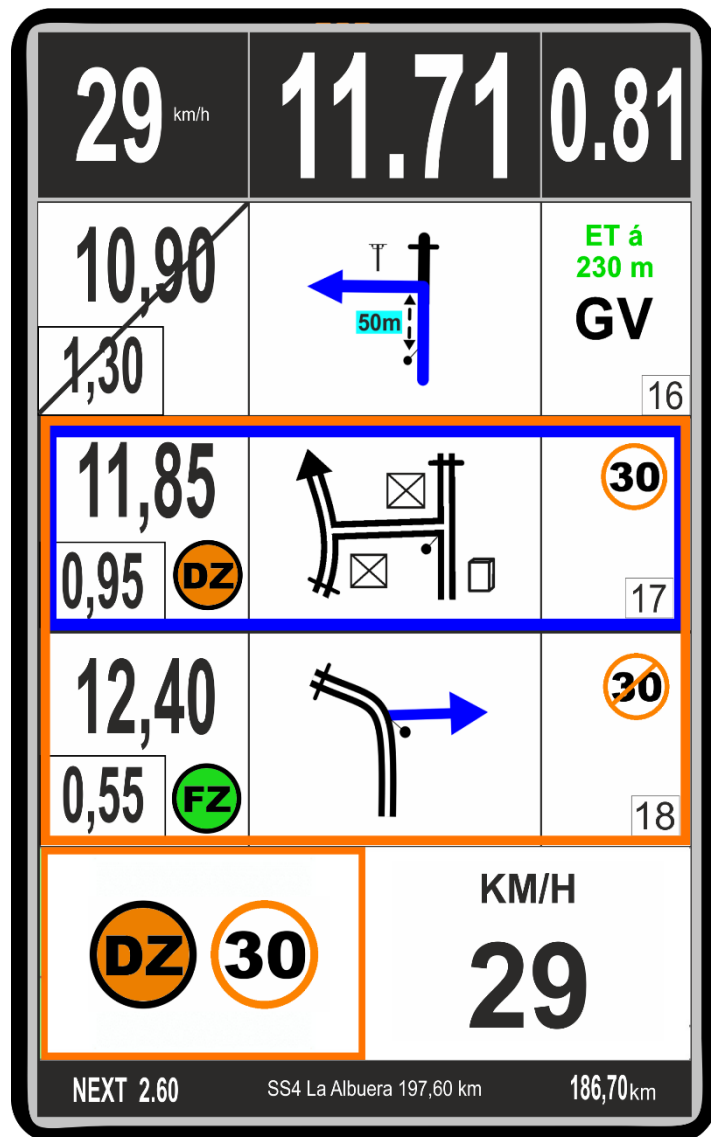 29 km/h 11.71 0.81
10,90
1,30
50m
ET á
230 m
GV
16
11,85
0,95 DZ
30
17
12,40
0,55 FZ
30
18
DZ 30
KM/H
29
NEXT 2.60 SS4 La Albuera 197,60 km 186,70km